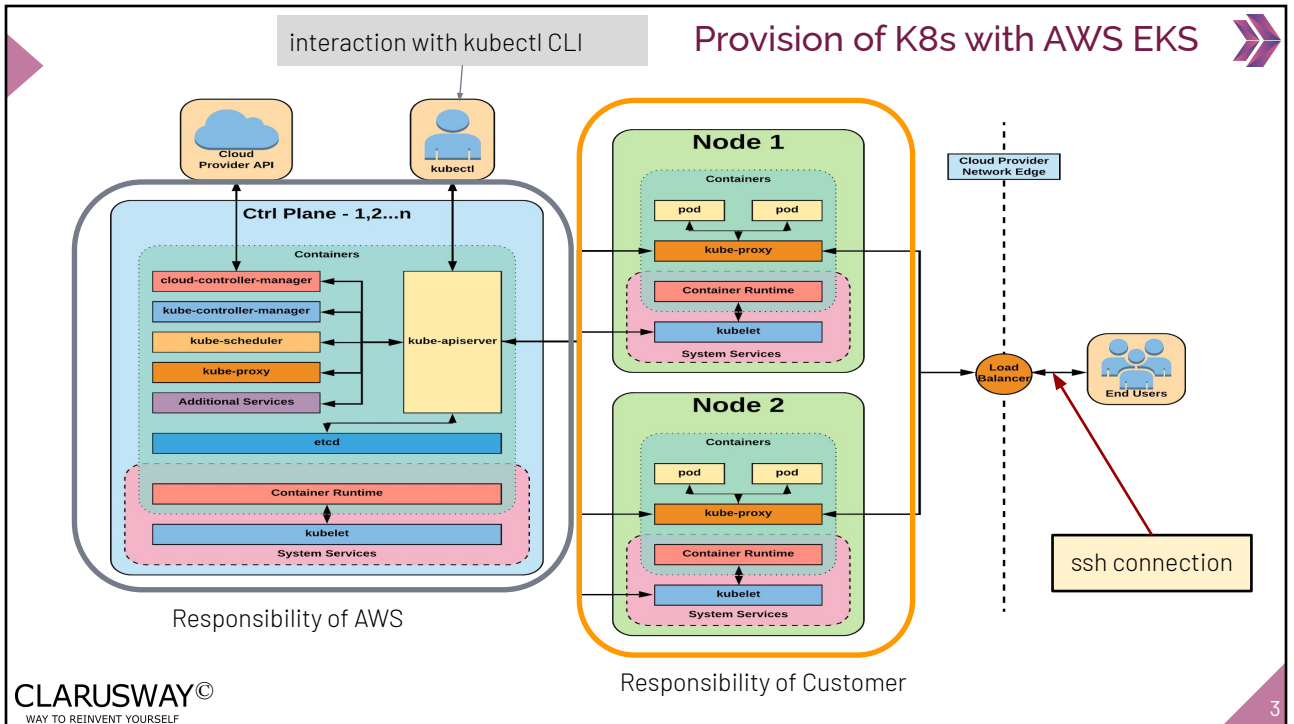 interaction with kubectl CLI
Provision of K8s with AWS EKS
Cloud
Provider API
kubectl
Ctrl Plane - 1,2...n
Containers
cloud-controller-manager
kube-controller-manager
kube-scheduler
kube-proxy
Additional Services
kube-apiserver
etcd
Container Runtime
kubelet
System Services
Responsibility of AWS
Node 1
Containers
pod
pod
kube-proxy
Container Runtime
kubelet
System Services
Node 2
Containers
pod
pod
kube-proxy
Container Runtime
kubelet
System Services
Responsibility of Customer
Cloud Provider
Network Edge
Load
Balancer
End Users
ssh connection
CLARUSWAY©
WAY TO REINVENT YOURSELF
3